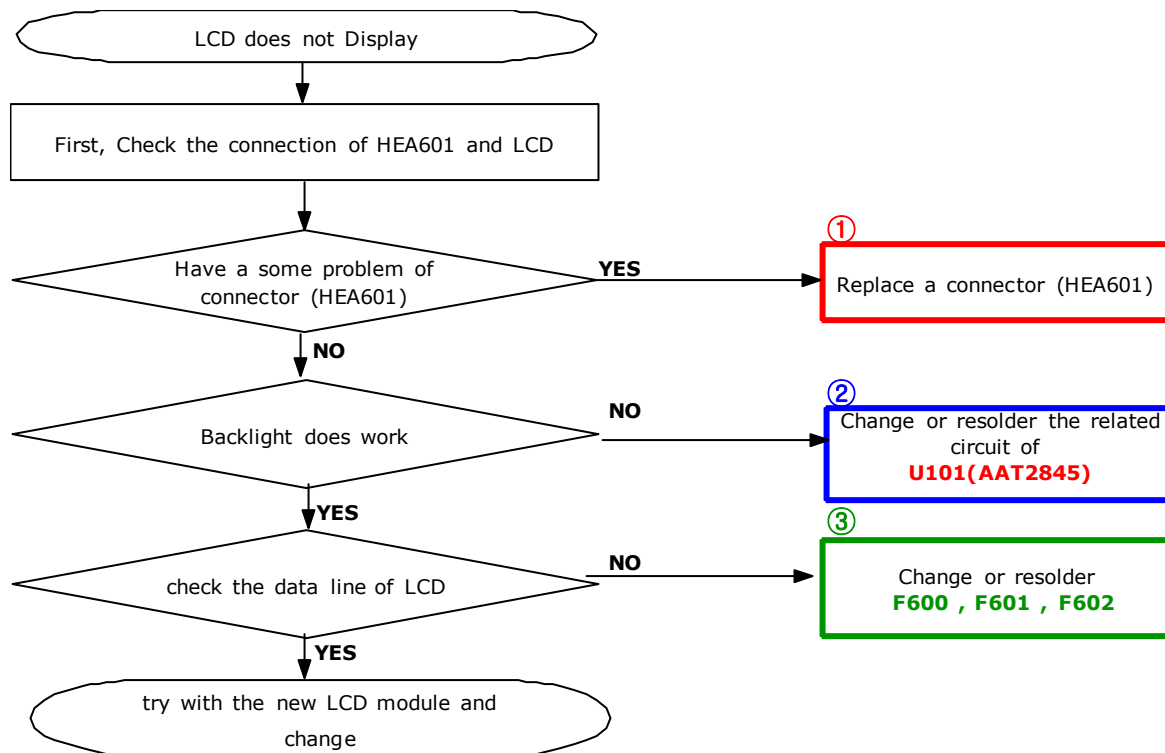 LCD does not Display
First, Check the connection of HEA601 and LCD
①
Have a some problem of
connector (HEA601)
YES
Replace a connector (HEA601)
NO
②
Backlight does work
NO
Change or resolder the related
circuit of
U101(AAT2845)
YES
③
check the data line of LCD
NO
Change or resolder
F600 , F601 , F602
YES
try with the new LCD module and
change